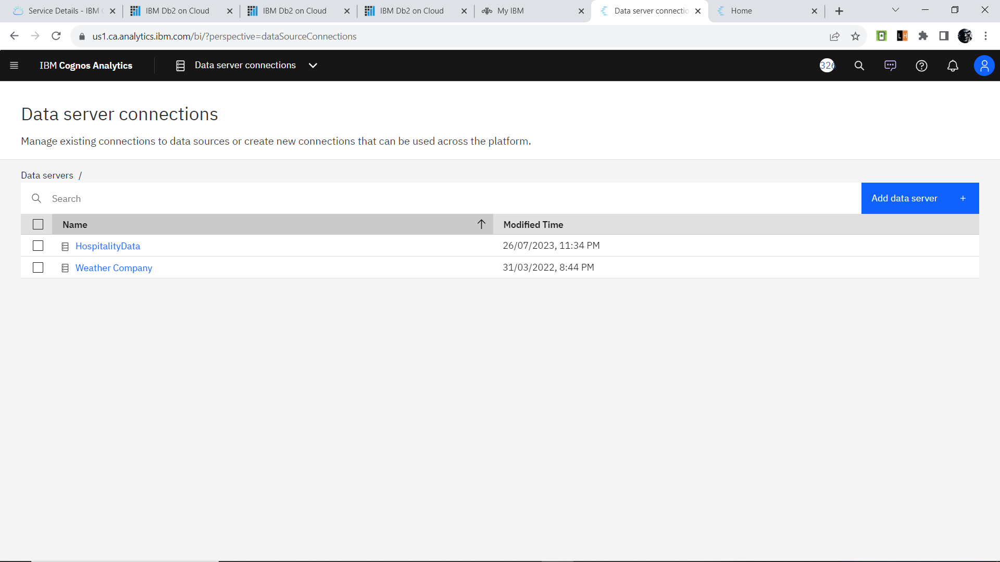 Service Details - IBM
IBM Db2 on Cloud
IBM Db2 on Cloud
IBM Db2 on Cloud
My IBM
Data server connectio
Home
us1.ca.analytics.ibm.com/bi/?perspective=dataSourceConnections
LH
IBM Cognos Analytics
Data server connections
326
Data server connections
Manage existing connections to data sources or create new connections that can be used across the platform.
Data servers /
Search
Add data server +
Name
Modified Time
HospitalityData
26/07/2023, 11:34 PM
Weather Company
31/03/2022, 8:44 PM